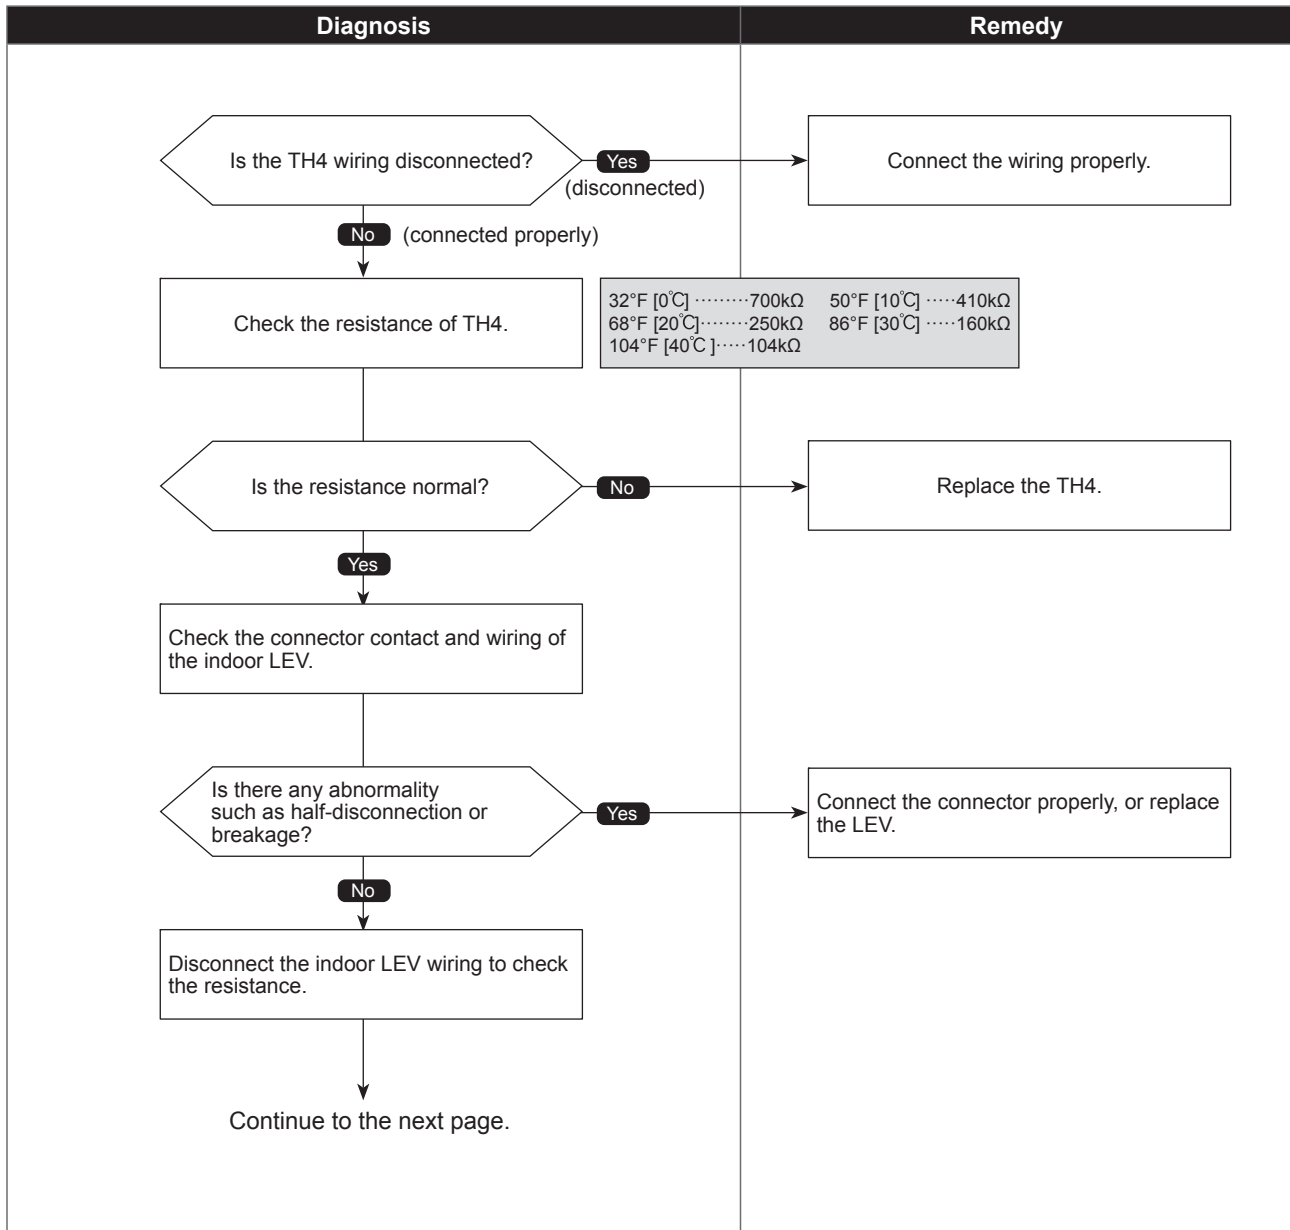 Diagnosis
Remedy
Is the TH4 wiring disconnected?
Yes
(disconnected)
Connect the wiring properly.
No (connected properly)
Check the resistance of TH4.
32°F [0℃] ·········700kΩ 50°F [10℃] ·····410kΩ
68°F [20℃]········250kΩ 86°F [30℃] ·····160kΩ
104°F [40℃ ]·····104kΩ
Is the resistance normal?
No
Replace the TH4.
Yes
Check the connector contact and wiring of
the indoor LEV.
Is there any abnormality
such as half-disconnection or
breakage?
Yes
Connect the connector properly, or replace
the LEV.
No
Disconnect the indoor LEV wiring to check
the resistance.
Continue to the next page.